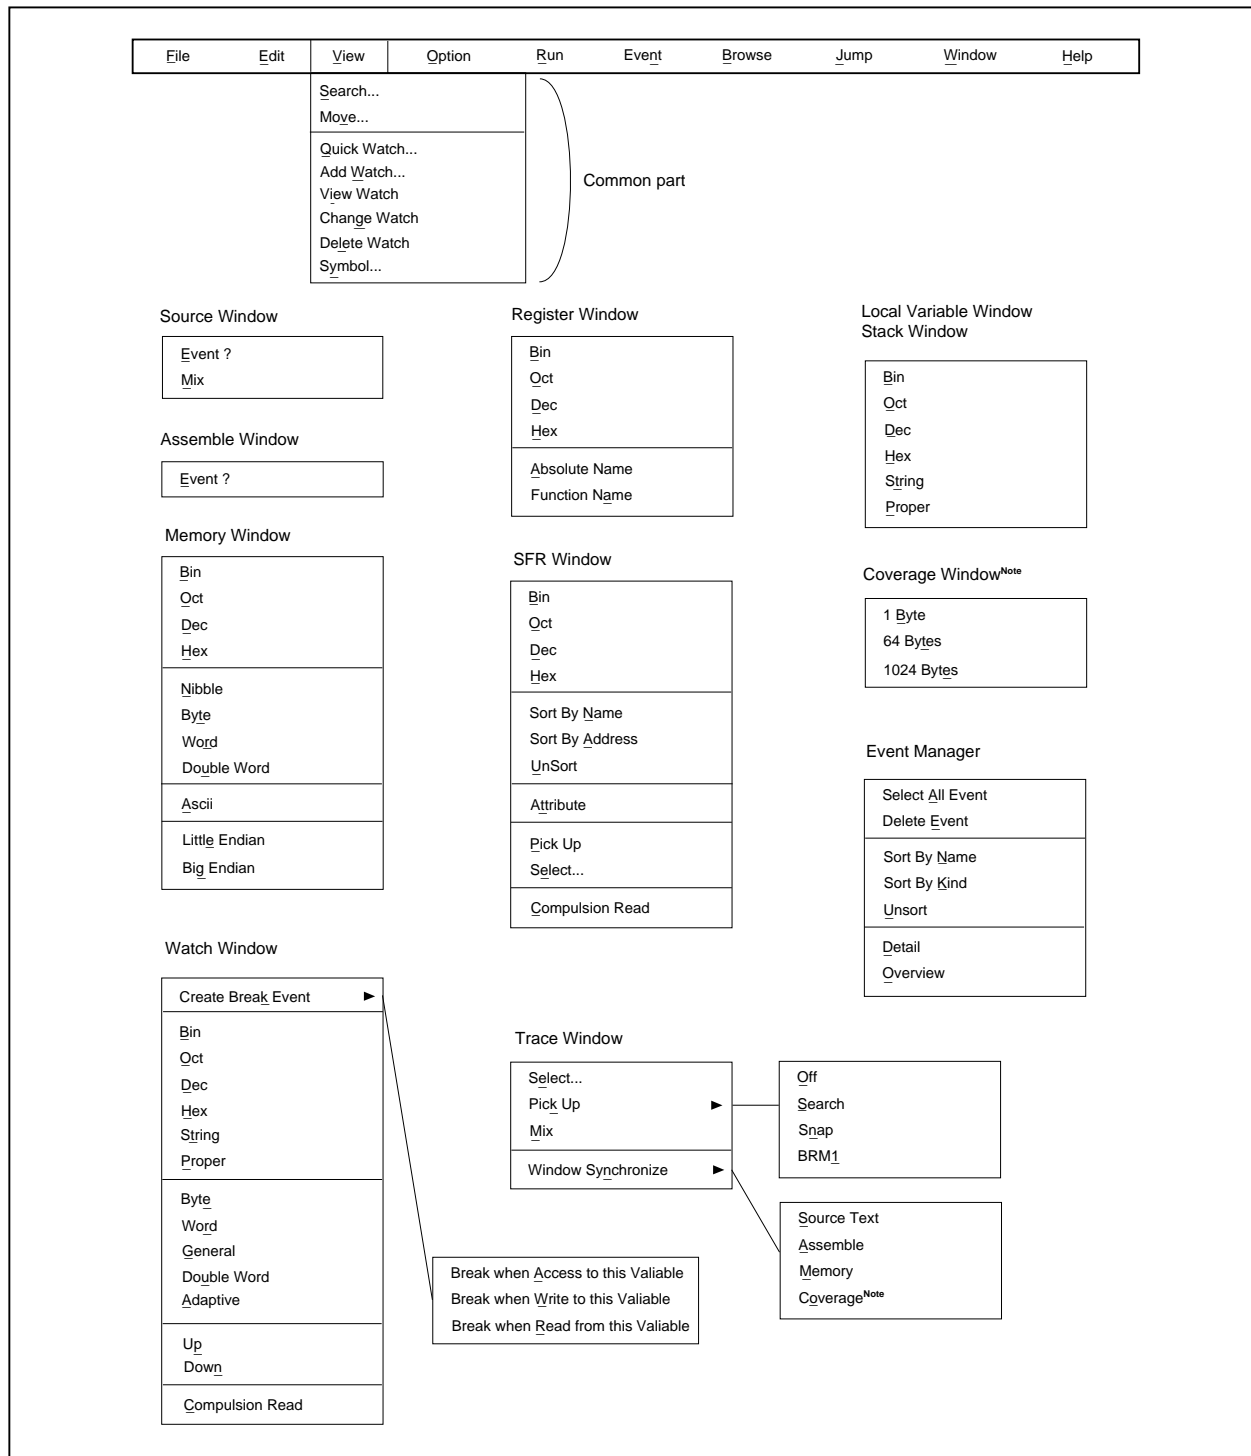 File Edit View Option Run Event Browse Jump Window Help
Search...
Move...
Quick Watch...
Add Watch...
View Watch
Change Watch
Delete Watch
Symbol...
Common part
Source Window
Event ?
Mix
Assemble Window
Event ?
Memory Window
Bin
Oct
Dec
Hex
Nibble
Byte
Word
Double Word
Ascii
Little Endian
Big Endian
Watch Window
Create Break Event
Bin
Oct
Dec
Hex
String
Proper
Byte
Word
General
Double Word
Adaptive
Up
Down
Compulsion Read
Break when Access to this Valiable
Break when Write to this Valiable
Break when Read from this Valiable
Register Window
Bin
Oct
Dec
Hex
Absolute Name
Function Name
SFR Window
Bin
Oct
Dec
Hex
Sort By Name
Sort By Address
UnSort
Attribute
Pick Up
Select...
Compulsion Read
Trace Window
Select...
Pick Up
Mix
Window Synchronize
Off
Search
Snap
BRM1
Source Text
Assemble
Memory
CoverageNote
Local Variable Window
Stack Window
Bin
Oct
Dec
Hex
String
Proper
Coverage WindowNote
1 Byte
64 Bytes
1024 Bytes
Event Manager
Select All Event
Delete Event
Sort By Name
Sort By Kind
Unsort
Detail
Overview